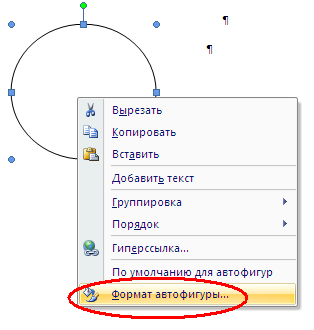 ¶
¶
Вырезать
Копировать
Вставить
Добавить текст
Группировка
Порядок
Гиперссылка...
По умолчанию для автофигур
Формат автофигуры...